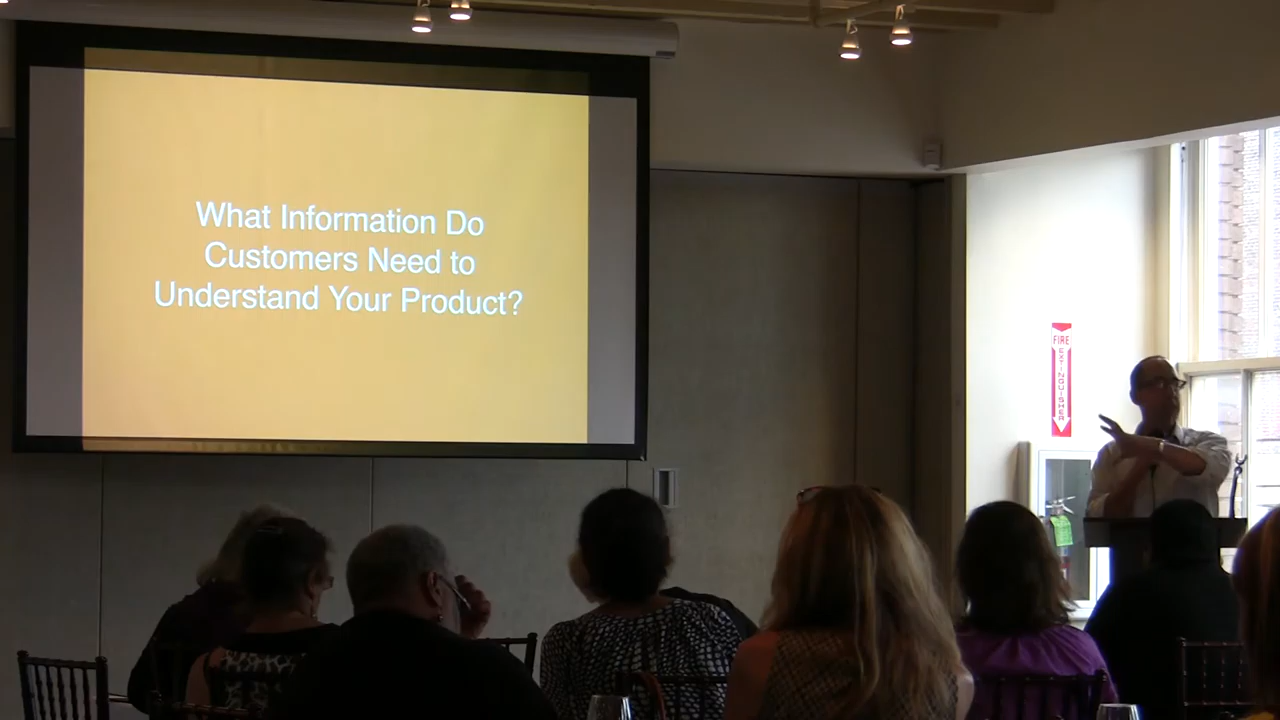 What Information Do
Customers Need to
Understand Your Product?
FIRE
EXTINGUISHER